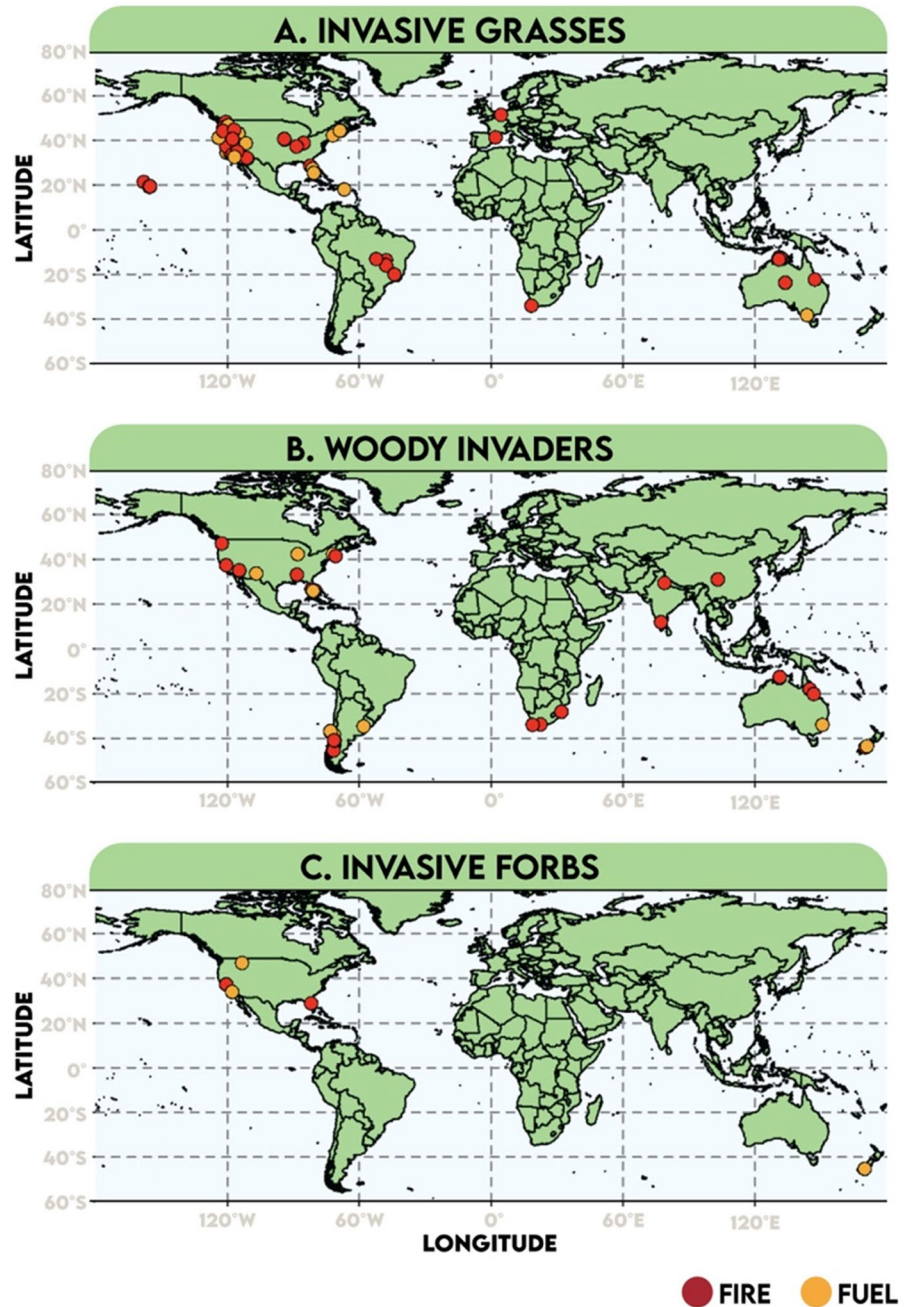 A. INVASIVE GRASSES
80°N
60°N
40°N
20°N
0°
20°S
40°S
60°S
LATITUDE
120°W 60°W 0° 60°E 120°E
B. WOODY INVADERS
80°N
60°N
40°N
20°N
0°
20°S
40°S
60°S
LATITUDE
120°W 60°W 0° 60°E 120°E
C. INVASIVE FORBS
80°N
60°N
40°N
20°N
0°
20°S
40°S
60°S
LATITUDE
120°W 60°W 0° 60°E 120°E
LONGITUDE
FIRE FUEL